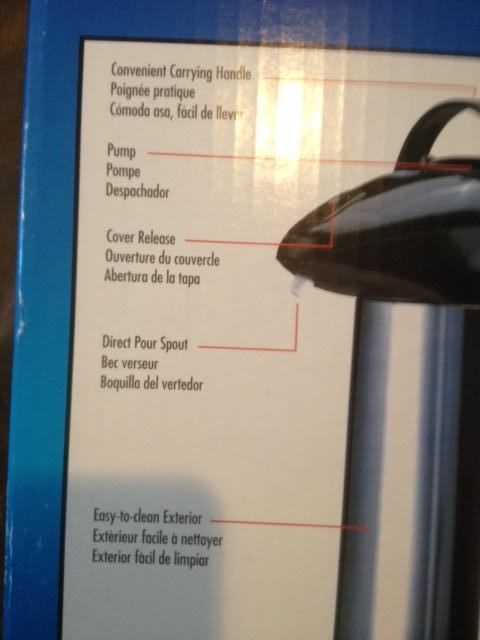 Convenient Carrying Handle
Poignée pratique
Cómoda asa, fácil de llevar
Pump
Pompe
Despachador
Cover Release
Ouverture du couvercle
Abertura de la tapa
Direct Pour Spout
Bec verseur
Boquilla del vertedor
Easy-to-clean Exterior
Extérieur facile à nettoyer
Exterior fácil de limpiar